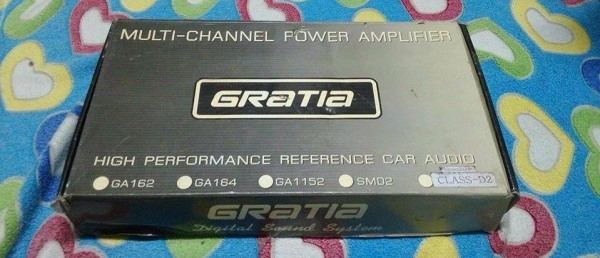 MULTI-CHANNEL POWER AMPLIFIER
GRATIA
HIGH PERFORMANCE REFERENCE CAR AUDIO
GA162 GA164 GA1152 SMD2 CLASS-D2
GRATIA
Digital Sound System